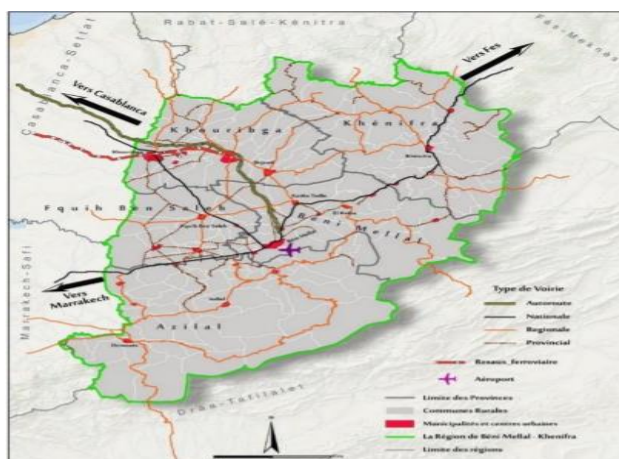 Rabat-Salé-Kénitra
Fès-Meknès
Casablanca-Settat
Vers Casablanca
Vers Fes
Khouribga
Khénifra
Fquih Ben Saleh
Béni Mellal
Marrakech-Safi
Vers
Marrakech
Azilal
Drâa-Tafilalet
Type de Voirie
Autoroute
Nationale
Regionale
Provincial
Resaux_ferroviaire
Aéroport
Limite des Provinces
Communes Rurales
Municipalités et centres urbaines
La Région de Béni Mellal - Khenifra
Limite des régions